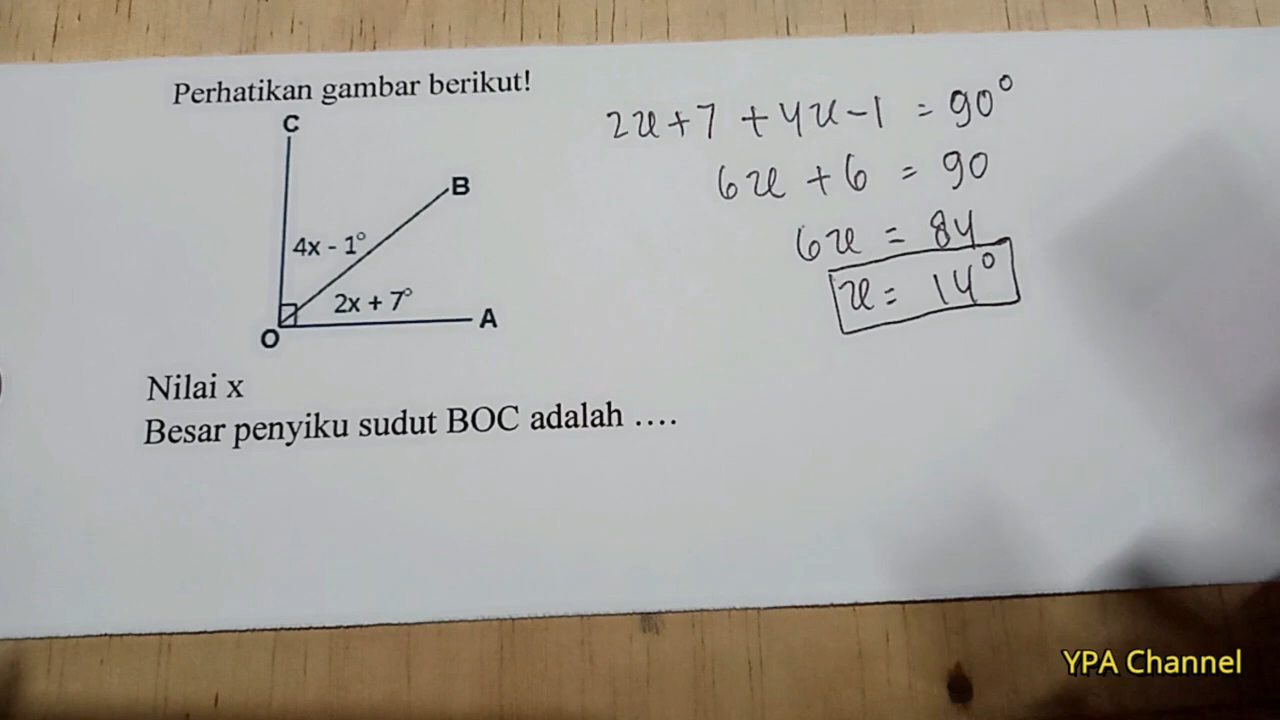 Perhatikan gambar berikut!
C
B
4x - 1°
2x + 7°
A
O
Nilai x
Besar penyiku sudut BOC adalah ....
2x + 7 + 4x - 1 = 90°
6x + 6 = 90
6x = 84
x = 14°
YPA Channel